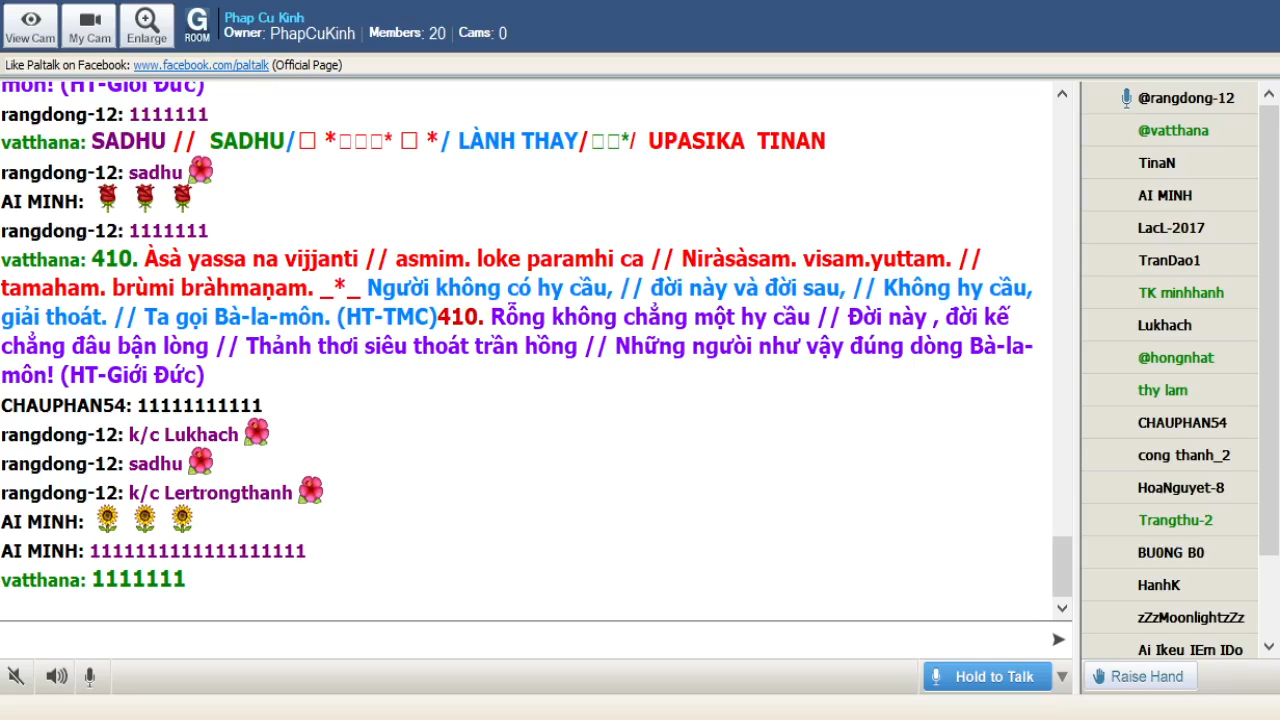 View Cam
My Cam
Enlarge
G
ROOM
Phap Cu Kinh
Owner: PhapCuKinh | Members: 20 | Cams: 0
Like Paltalk on Facebook: www.facebook.com/paltalk (Official Page)
môn! (HT-Giới Đức)
rangdong-12: 1111111
vatthana: SADHU // SADHU/□ *□□□* □ */ LÀNH THAY/□□*/ UPASIKA TINAN
rangdong-12: sadhu
AI MINH:
rangdong-12: 1111111
vatthana: 410. Àsà yassa na vijjanti // asmim. loke paramhi ca // Niràsàsam. visam.yuttam. //
tamaham. brùmi bràhmaṇam. _*_ Người không có hy cầu, // đời này và đời sau, // Không hy cầu,
giải thoát. // Ta gọi Bà-la-môn. (HT-TMC)410. Rỗng không chẳng một hy cầu // Đời này , đời kế
chẳng đâu bận lòng // Thảnh thơi siêu thoát trần hồng // Những người như vậy đúng dòng Bà-la-
môn! (HT-Giới Đức)
CHAUPHAN54: 11111111111
rangdong-12: k/c Lukhach
rangdong-12: sadhu
rangdong-12: k/c Lertrongthanh
AI MINH:
AI MINH: 1111111111111111111
vatthana: 1111111
Hold to Talk
@rangdong-12
@vatthana
TinaN
AI MINH
LacL-2017
TranDao1
TK minhhanh
Lukhach
@hongnhat
thy lam
CHAUPHAN54
cong thanh_2
HoaNguyet-8
Trangthu-2
BU0NG B0
HanhK
zZzMoonlightzZz
Ai Ikeu IEm IDo
Raise Hand